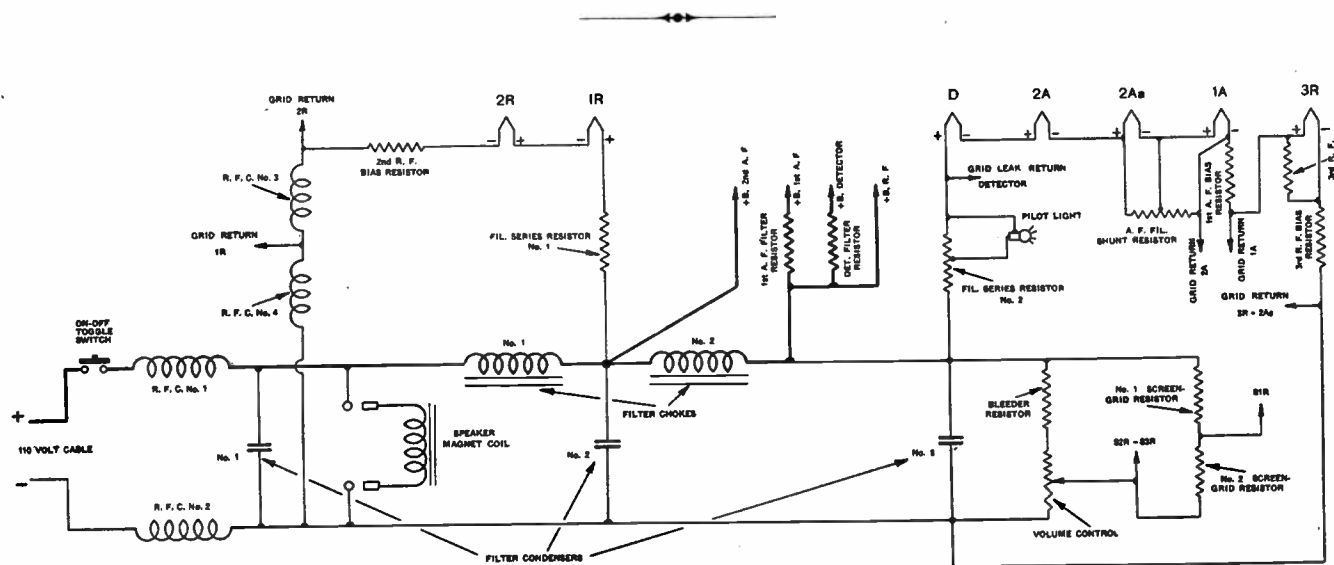 GRID RETURN
2R
2R
1R
D
2A
2Aa
1A
3R
- +
- +
+ -
- +
+ -
- +
2nd R. F.
BIAS RESISTOR
R. F. C. No. 3
GRID RETURN
1R
R. F. C. No. 4
FIL. SERIES RESISTOR
No. 1
+B. 2nd A. F
+B. 1st A. F
+B. DETECTOR
+B. R. F
1st A. F. FILTER
RESISTOR
DET. FILTER
RESISTOR
GRID LEAK RETURN
DETECTOR
PILOT LIGHT
FIL. SERIES RESISTOR
No. 2
A. F. FIL.
SHUNT RESISTOR
1st A. F. BIAS
RESISTOR
GRID RETURN
2A
GRID RETURN
1A
3rd R. F.
3rd R. F. BIAS
RESISTOR
GRID RETURN
3R - 2Aa
ON-OFF
TOGGLE
SWITCH
R. F. C. No. 1
No. 1
No. 2
FILTER CHOKES
+
110 VOLT CABLE
-
No. 1
SPEAKER
MAGNET COIL
No. 2
BLEEDER
RESISTOR
No. 1
SCREEN-
GRID RESISTOR
S1R
S2R - S3R
No. 2 SCREEN-
GRID RESISTOR
R. F. C. No. 2
VOLUME CONTROL
FILTER CONDENSERS